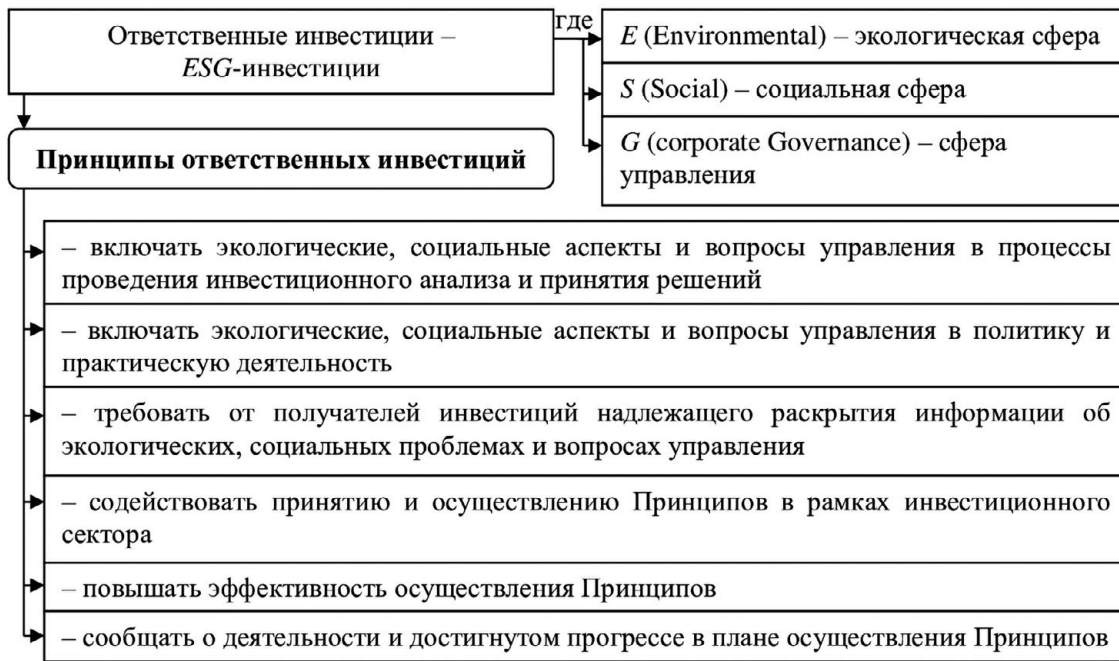 Ответственные инвестиции –
ESG-инвестиции
где
E (Environmental) – экологическая сфера
S (Social) – социальная сфера
G (corporate Governance) – сфера
управления
Принципы ответственных инвестиций
– включать экологические, социальные аспекты и вопросы управления в процессы
проведения инвестиционного анализа и принятия решений
– включать экологические, социальные аспекты и вопросы управления в политику и
практическую деятельность
– требовать от получателей инвестиций надлежащего раскрытия информации об
экологических, социальных проблемах и вопросах управления
– содействовать принятию и осуществлению Принципов в рамках инвестиционного
сектора
– повышать эффективность осуществления Принципов
– сообщать о деятельности и достигнутом прогрессе в плане осуществления Принципов